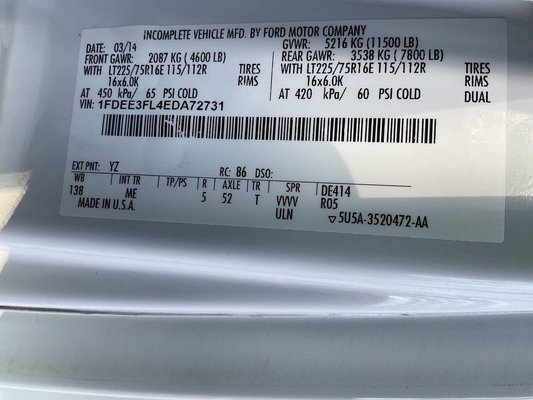 INCOMPLETE VEHICLE MFD. BY FORD MOTOR COMPANY
DATE: 03/14 GVWR: 5216 KG (11500 LB)
FRONT GAWR: 2087 KG (4600 LB) REAR GAWR: 3538 KG (7800 LB)
WITH LT225/75R16E 115/112R TIRES WITH LT225/75R16E 115/112R TIRES
16x6.0K RIMS 16x6.0K RIMS
AT 450 kPa/ 65 PSI COLD AT 420 kPa/ 60 PSI COLD DUAL
VIN: 1FDEE3FL4EDA72731
EXT PNT: YZ RC: 86 DSO:
WB INT TR TP/PS R AXLE TR SPR DE414
138 ME S 52 T VVVV R05
MADE IN U.S.A. ULN ▽5U5A-3520472-AA